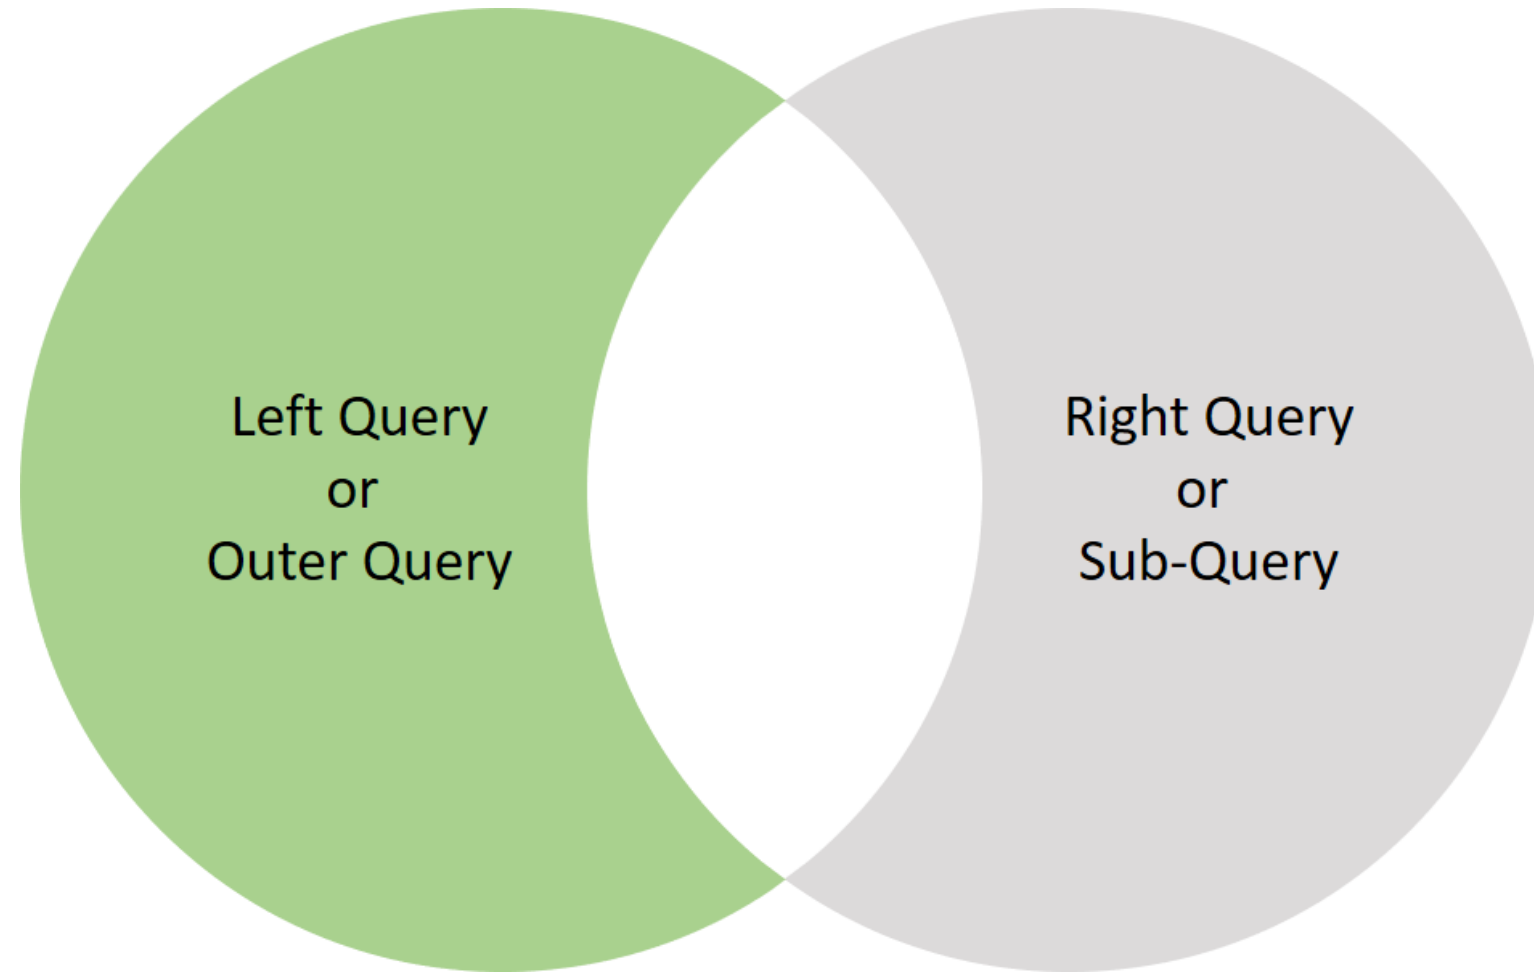 Left Query
or
Outer Query
Right Query
or
Sub-Query